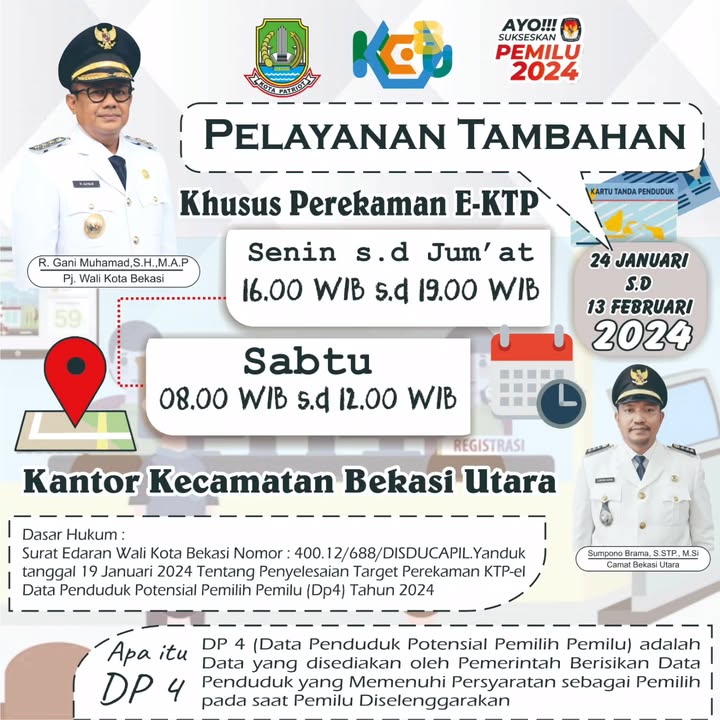 KOTA PATRIOT
AYO!!!
SUKSESKAN
PEMILU
2024
PELAYANAN TAMBAHAN
Khusus Perekaman E-KTP
KARTU TANDA PENDUDUK
R. Gani Muhamad,S.H.,M.A.P
Pj. Wali Kota Bekasi
Senin s.d Jum'at
16.00 WIB s.d 19.00 WIB
24 JANUARI
S.D
13 FEBRUARI
2024
59
Sabtu
08.00 WIB s.d 12.00 WIB
REGISTRASI
Kantor Kecamatan Bekasi Utara
Sumpono Brama, S.STP., M.Si
Camat Bekasi Utara
Dasar Hukum :
Surat Edaran Wali Kota Bekasi Nomor : 400.12/688/DISDUCAPIL.Yanduk
tanggal 19 Januari 2024 Tentang Penyelesaian Target Perekaman KTP-el
Data Penduduk Potensial Pemilih Pemilu (Dp4) Tahun 2024
Apa itu
DP 4
DP 4 (Data Penduduk Potensial Pemilih Pemilu) adalah
Data yang disediakan oleh Pemerintah Berisikan Data
Penduduk yang Memenuhi Persyaratan sebagai Pemilih
pada saat Pemilu Diselenggarakan